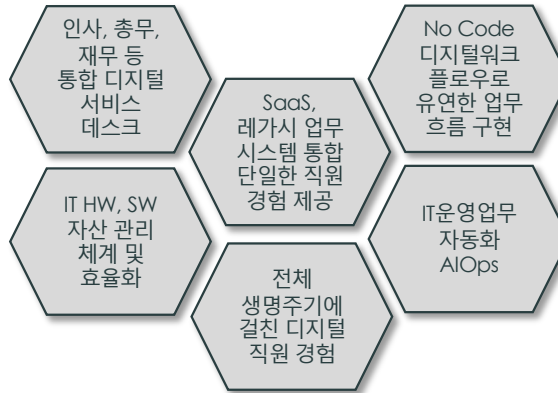 인사, 총무,
재무 등
통합 디지털
서비스
데스크
SaaS,
레가시 업무
시스템 통합
단일한 직원
경험 제공
No Code
디지털워크
플로우로
유연한 업무
흐름 구현
IT HW, SW
자산 관리
체계 및
효율화
전체
생명주기에
걸친 디지털
직원 경험
IT운영업무
자동화
AIOps